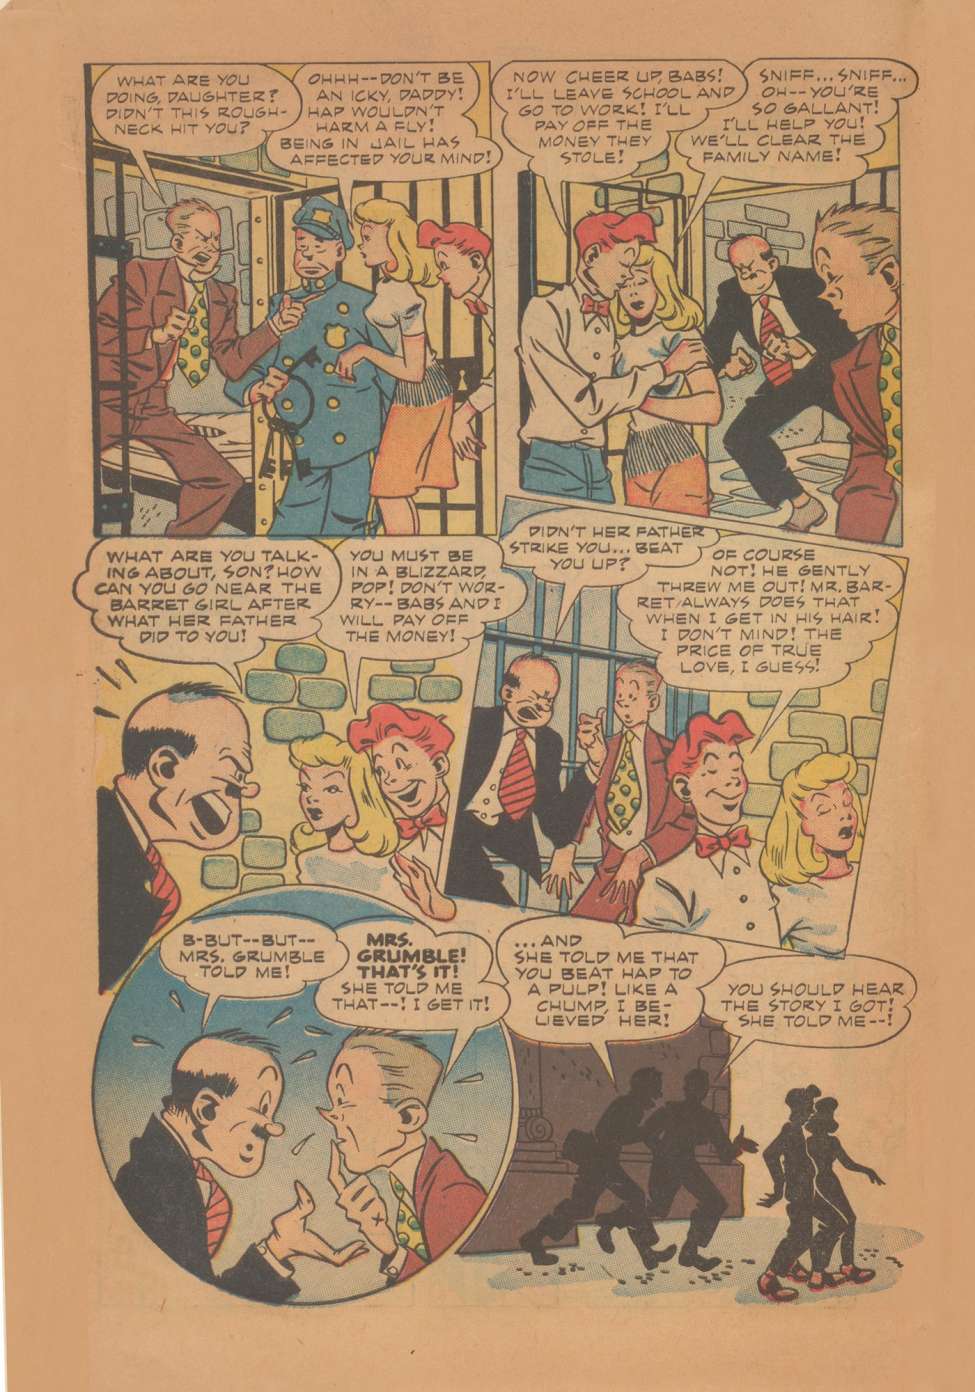 WHAT ARE YOU
DOING, DAUGHTER?
DIDN'T THIS ROUGH-
NECK HIT YOU?
OHHH--DON'T BE
AN ICKY, DADDY!
HAP WOULDN'T
HARM A FLY!
BEING IN JAIL HAS
AFFECTED YOUR MIND!
NOW CHEER UP, BABS!
I'LL LEAVE SCHOOL AND
GO TO WORK! I'LL
PAY OFF THE
MONEY THEY
STOLE!
SNIFF... SNIFF...
OH--YOU'RE
SO GALLANT!
I'LL HELP YOU!
WE'LL CLEAR THE
FAMILY NAME!
WHAT ARE YOU TALK-
ING ABOUT, SON? HOW
CAN YOU GO NEAR THE
BARRET GIRL AFTER
WHAT HER FATHER
DID TO YOU!
YOU MUST BE
IN A BLIZZARD,
POP! DON'T WOR-
RY--BABS AND I
WILL PAY OFF
THE MONEY!
DIDN'T HER FATHER
STRIKE YOU... BEAT
YOU UP?
OF COURSE
NOT! HE GENTLY
THREW ME OUT! MR. BAR-
RET ALWAYS DOES THAT
WHEN I GET IN HIS HAIR!
I DON'T MIND! THE
PRICE OF TRUE
LOVE, I GUESS!
B-BUT--BUT--
MRS. GRUMBLE
TOLD ME!
MRS.
GRUMBLE!
THAT'S IT!
SHE TOLD ME
THAT--! I GET IT!
...AND
SHE TOLD ME THAT
YOU BEAT HAP TO
A PULP! LIKE A
CHUMP, I BE-
LIEVED HER!
YOU SHOULD HEAR
THE STORY I GOT!
SHE TOLD ME--!